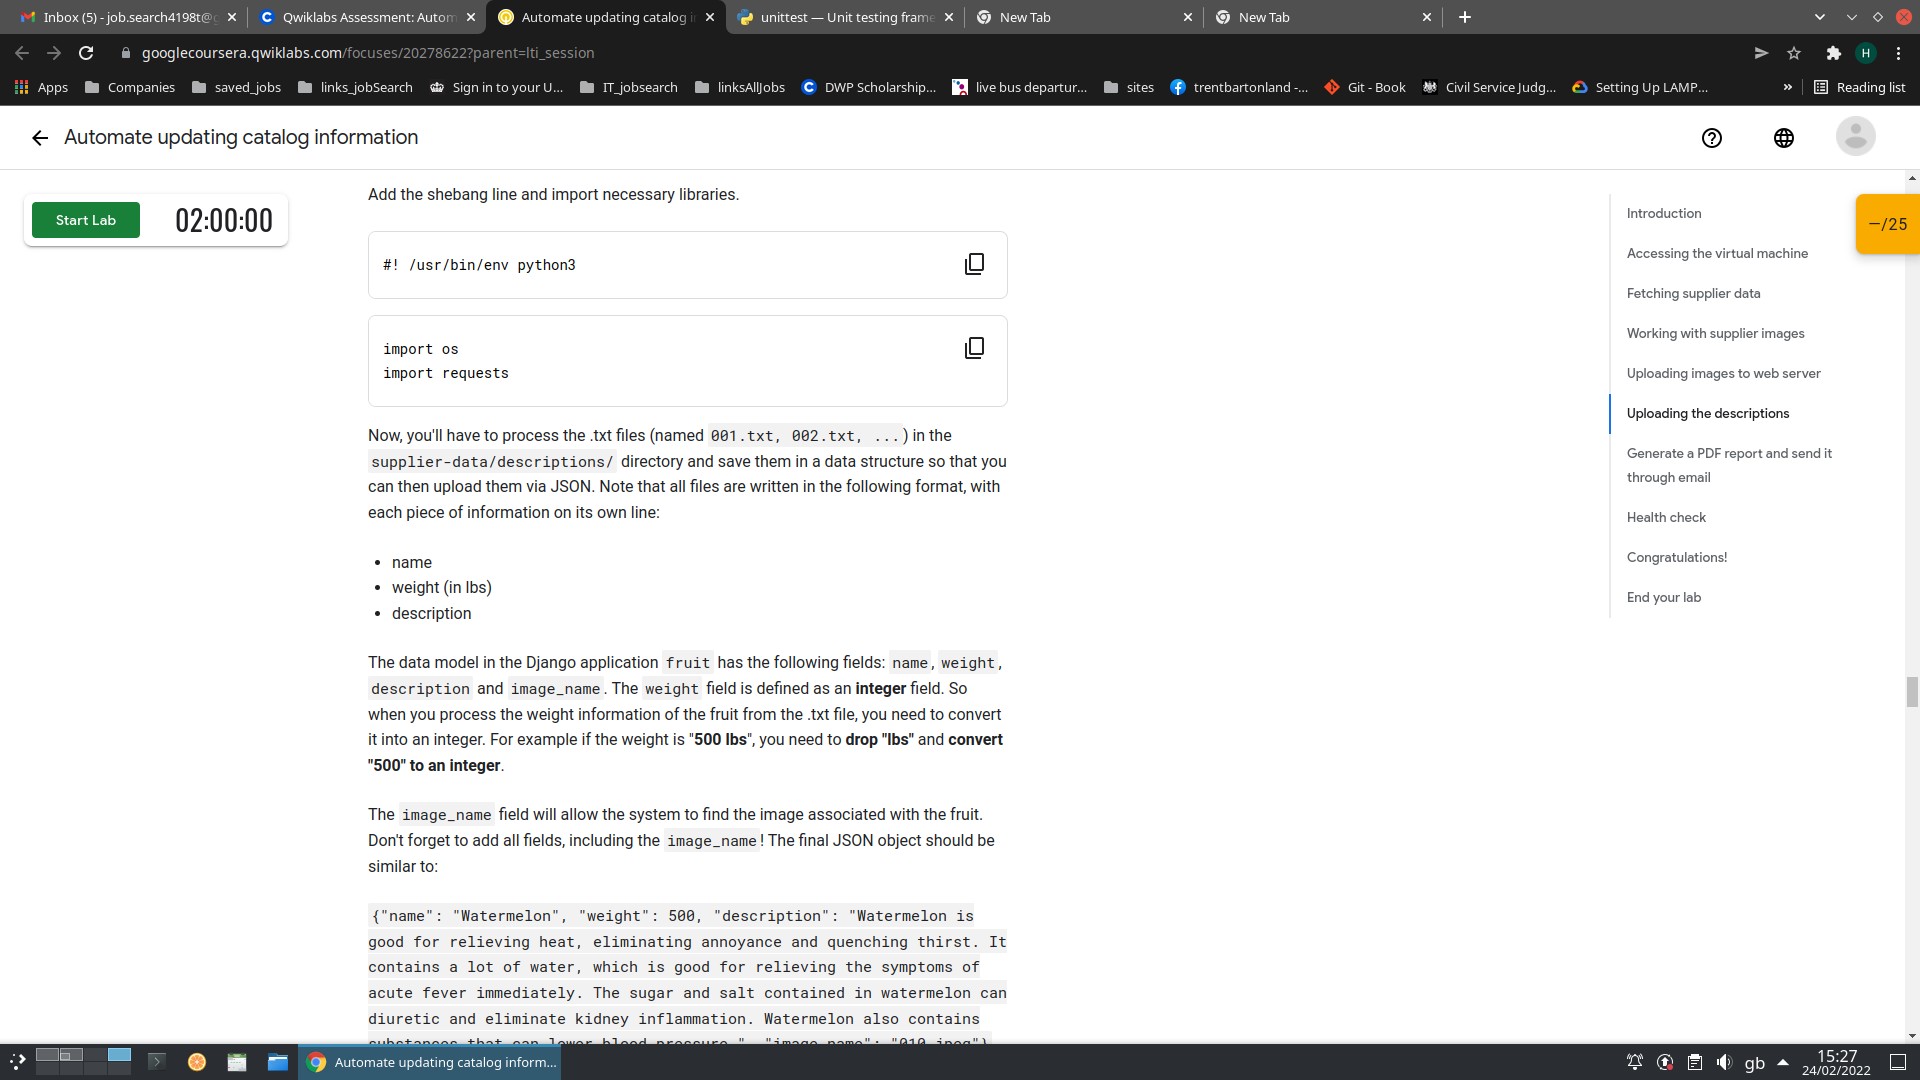 Inbox (5) - job.search4198t@g
Qwiklabs Assessment: Autom
Automate updating catalog i
unittest — Unit testing frame
New Tab
New Tab
googlecoursera.qwiklabs.com/focuses/20278622?parent=lti_session
H
Apps
Companies
saved_jobs
links_jobSearch
Sign in to your U...
IT_jobsearch
linksAllJobs
DWP Scholarship...
live bus departur...
sites
trentbartonland -...
Git - Book
Civil Service Judg...
Setting Up LAMP...
»
Reading list
Automate updating catalog information
Start Lab
02:00:00
Add the shebang line and import necessary libraries.
#! /usr/bin/env python3
import os
import requests
Now, you'll have to process the .txt files (named 001.txt, 002.txt, ...) in the
supplier-data/descriptions/ directory and save them in a data structure so that you
can then upload them via JSON. Note that all files are written in the following format, with
each piece of information on its own line:
• name
• weight (in lbs)
• description
The data model in the Django application fruit has the following fields: name, weight,
description and image_name. The weight field is defined as an integer field. So
when you process the weight information of the fruit from the .txt file, you need to convert
it into an integer. For example if the weight is "500 lbs", you need to drop "lbs" and convert
"500" to an integer.
The image_name field will allow the system to find the image associated with the fruit.
Don't forget to add all fields, including the image_name! The final JSON object should be
similar to:
{"name": "Watermelon", "weight": 500, "description": "Watermelon is
good for relieving heat, eliminating annoyance and quenching thirst. It
contains a lot of water, which is good for relieving the symptoms of
acute fever immediately. The sugar and salt contained in watermelon can
diuretic and eliminate kidney inflammation. Watermelon also contains
substances that can lower blood pressure.", "image_name": "010.jpeg"}
Introduction
Accessing the virtual machine
Fetching supplier data
Working with supplier images
Uploading images to web server
Uploading the descriptions
Generate a PDF report and send it
through email
Health check
Congratulations!
End your lab
—/25
Automate updating catalog inform...
gb
15:27
24/02/2022